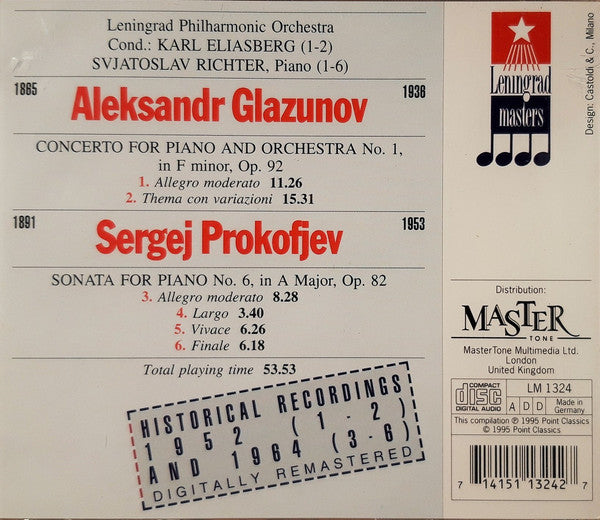 Leningrad Philharmonic Orchestra
Cond.: KARL ELIASBERG (1-2)
SVJATOSLAV RICHTER, Piano (1-6)
1865 Aleksandr Glazunov 1936
CONCERTO FOR PIANO AND ORCHESTRA No. 1,
in F minor, Op. 92
1. Allegro moderato 11.26
2. Thema con variazioni 15.31
1891 Sergej Prokofjev 1953
SONATA FOR PIANO No. 6, in A Major, Op. 82
3. Allegro moderato 8.28
4. Largo 3.40
5. Vivace 6.26
6. Finale 6.18
Total playing time 53.53
HISTORICAL RECORDINGS
1952 (1-2)
AND 1964 (3-6)
DIGITALLY REMASTERED
Leningrad
masters
Design: Castoldi & C., Milano
Distribution:
MASTER
TONE
MasterTone Multimedia Ltd.
London
United Kingdom
COMPACT
disc
DIGITAL AUDIO
LM 1324
A D D
Made in
Germany
This compilation ℗ 1995 Point Classics
© 1995 Point Classics
7 14151 13242 7